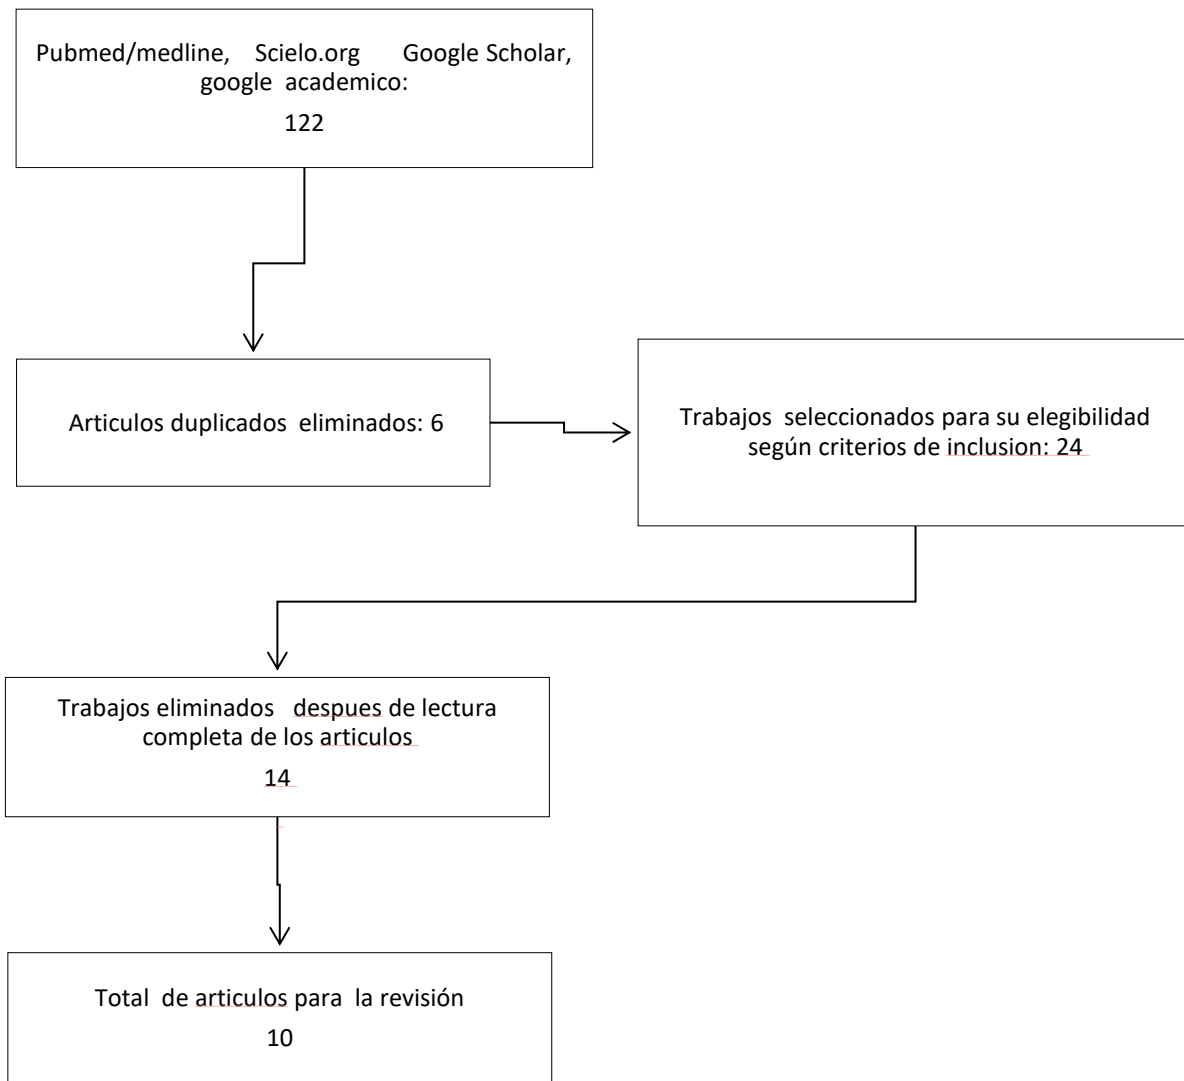 Pubmed/medline, Scielo.org Google Scholar,
google academico:
122
Articulos duplicados eliminados: 6
Trabajos seleccionados para su elegibilidad
según criterios de inclusion: 24
Trabajos eliminados despues de lectura
completa de los articulos
14
Total de articulos para la revisión
10